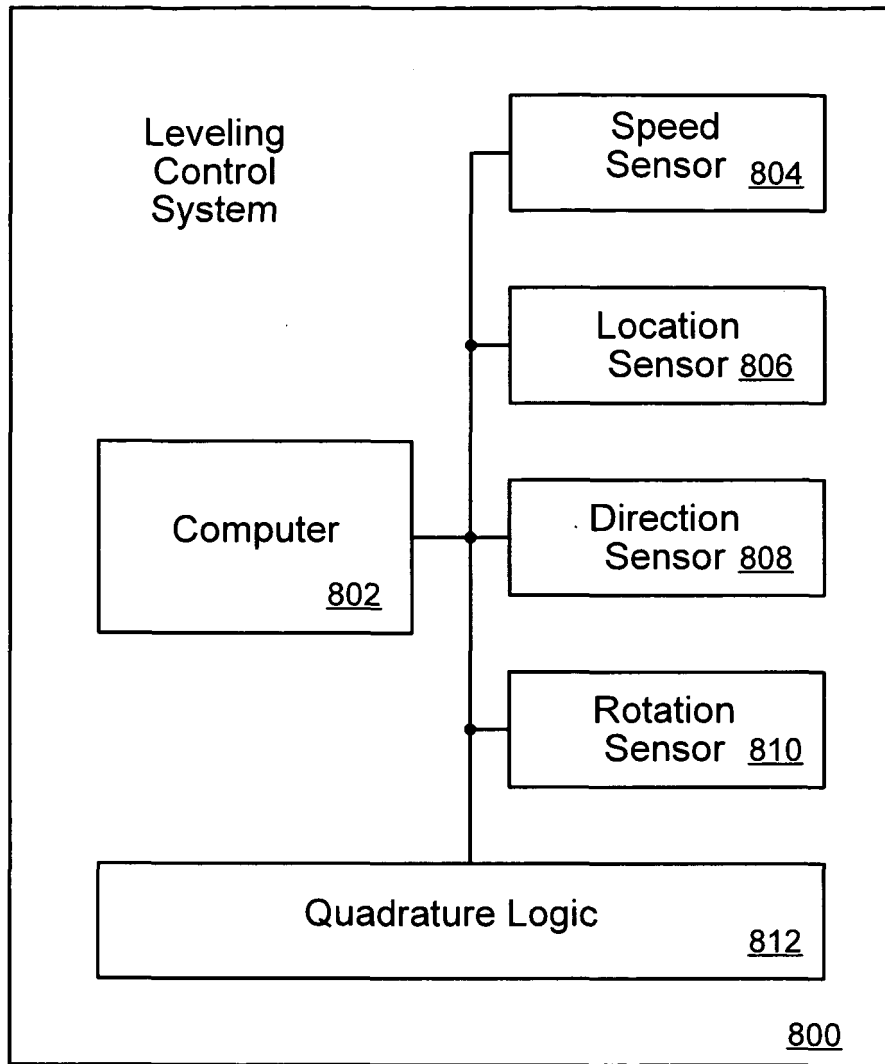 Leveling
Control
System
Speed
Sensor 804
Location
Sensor 806
Computer
802
Direction
Sensor 808
Rotation
Sensor 810
Quadrature Logic
812
800